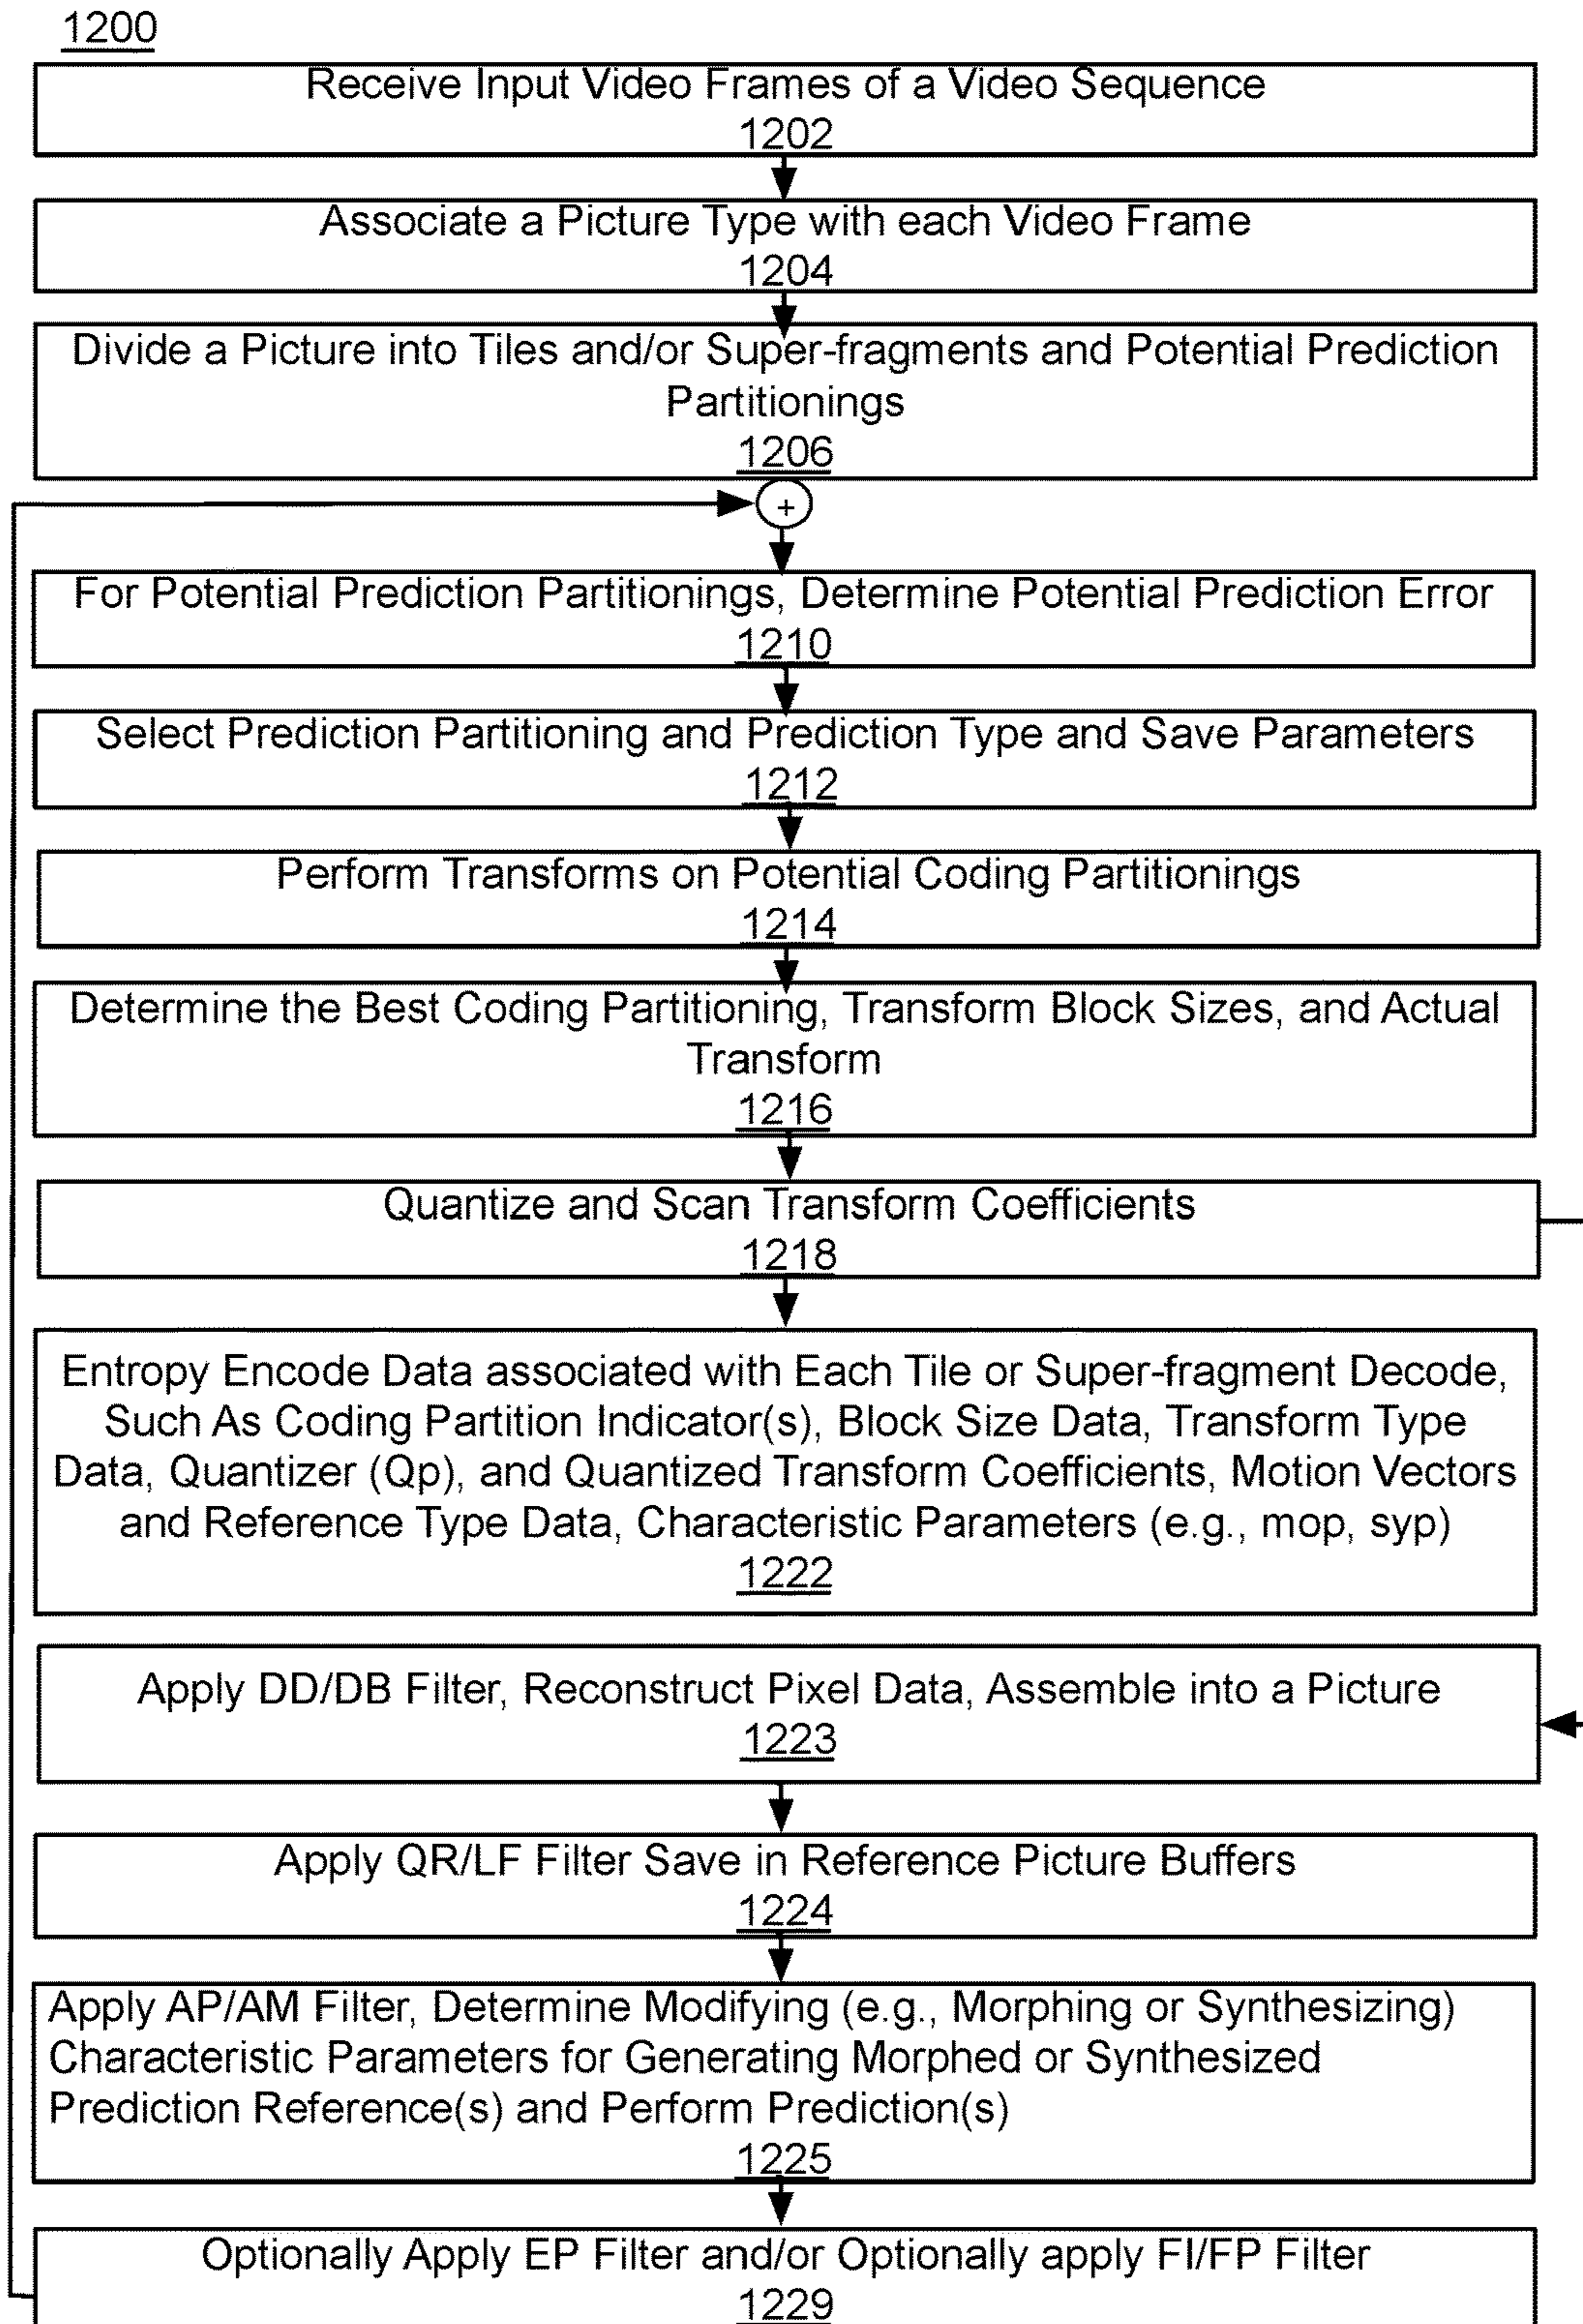 1200
Receive Input Video Frames of a Video Sequence
1202
Associate a Picture Type with each Video Frame
1204
Divide a Picture into Tiles and/or Super-fragments and Potential Prediction
Partitionings
1206
+
For Potential Prediction Partitionings, Determine Potential Prediction Error
1210
Select Prediction Partitioning and Prediction Type and Save Parameters
1212
Perform Transforms on Potential Coding Partitionings
1214
Determine the Best Coding Partitioning, Transform Block Sizes, and Actual
Transform
1216
Quantize and Scan Transform Coefficients
1218
Entropy Encode Data associated with Each Tile or Super-fragment Decode,
Such As Coding Partition Indicator(s), Block Size Data, Transform Type
Data, Quantizer (Qp), and Quantized Transform Coefficients, Motion Vectors
and Reference Type Data, Characteristic Parameters (e.g., mop, syp)
1222
Apply DD/DB Filter, Reconstruct Pixel Data, Assemble into a Picture
1223
Apply QR/LF Filter Save in Reference Picture Buffers
1224
Apply AP/AM Filter, Determine Modifying (e.g., Morphing or Synthesizing)
Characteristic Parameters for Generating Morphed or Synthesized
Prediction Reference(s) and Perform Prediction(s)
1225
Optionally Apply EP Filter and/or Optionally apply FI/FP Filter
1229